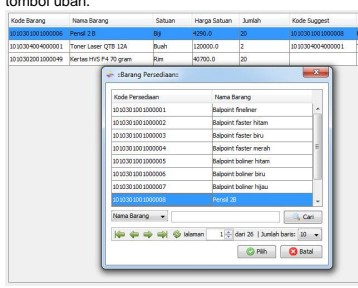 tombol ubah.
Kode Barang Nama Barang Satuan Harga Satuan Jumlah Kode Suggest
1010301001000006 Pensil 2 B Biji 4290.0 20 1010301001000008
1010304004000001 Toner Laser QTB 12A Buah 120000.0 2 1010304004000001
1010302001000049 Kertas HVS F4 70 gram Rim 40700.0 20
::Barang Persediaan::
Kode Persediaan Nama Barang
1010301001000001 Balpoint fineliner
1010301001000002 Balpoint faster hitam
1010301001000003 Balpoint faster biru
1010301001000004 Balpoint faster merah
1010301001000005 Balpoint boliner hitam
1010301001000006 Balpoint boliner biru
1010301001000007 Balpoint boliner hijau
1010301001000008 Pensil 2B
Nama Barang Cari
lalaman 1 dari 26 | Jumlah baris: 10
Pilih Batal